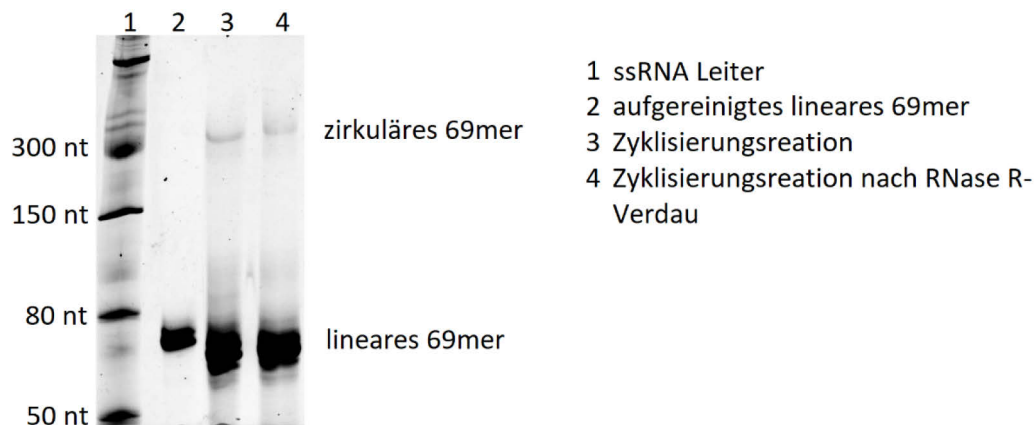 1 2 3 4
300 nt
150 nt
80 nt
50 nt
zirkuläres 69mer
lineares 69mer
1 ssRNA Leiter
2 aufgereinigtes lineares 69mer
3 Zyklisierungsreation
4 Zyklisierungsreation nach RNase R-
Verdau